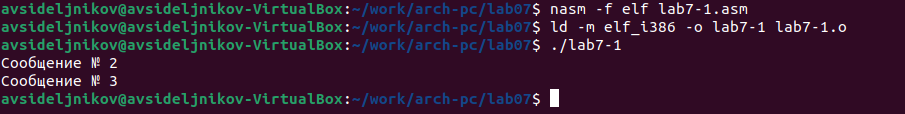 avsideljnikov@avsideljnikov-VirtualBox:~/work/arch-pc/lab07$ nasm -f elf lab7-1.asm
avsideljnikov@avsideljnikov-VirtualBox:~/work/arch-pc/lab07$ ld -m elf_i386 -o lab7-1 lab7-1.o
avsideljnikov@avsideljnikov-VirtualBox:~/work/arch-pc/lab07$ ./lab7-1
Сообщение № 2
Сообщение № 3
avsideljnikov@avsideljnikov-VirtualBox:~/work/arch-pc/lab07$